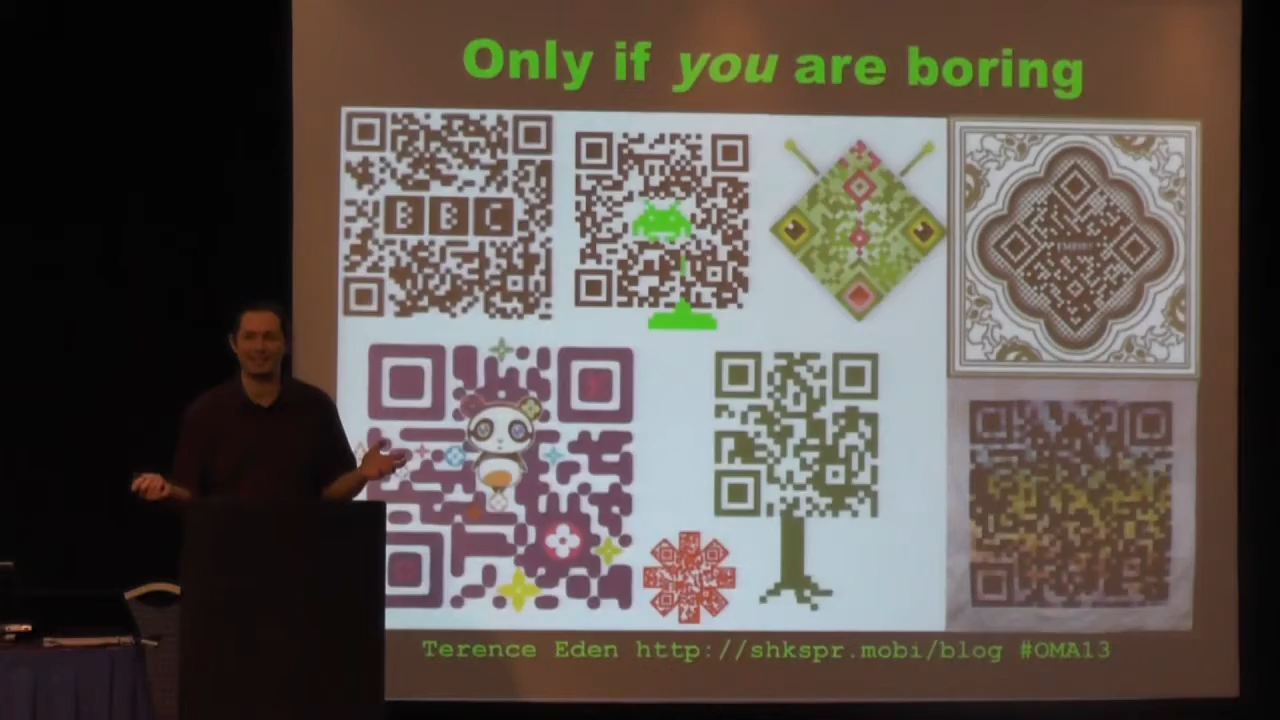 Only if you are boring
BBC
Terence Eden http://shkspr.mobi/blog #OMA13